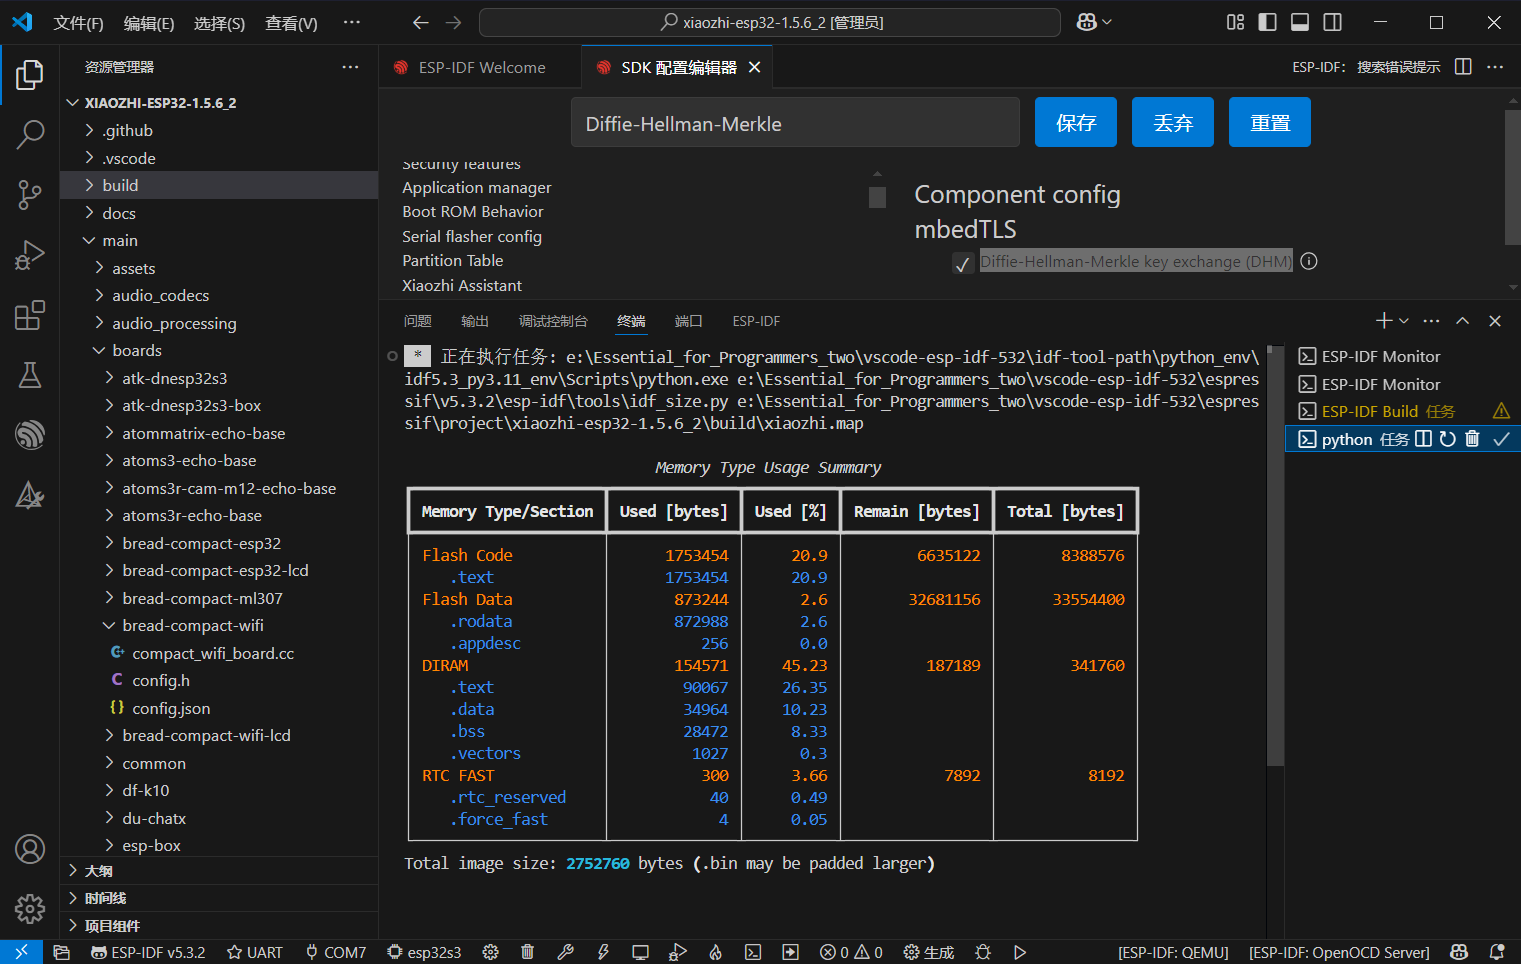 文件(F) 编辑(E) 选择(S) 查看(V) ··· xiaozhi-esp32-1.5.6_2 [管理员]
资源管理器 ···
XIAOZHI-ESP32-1.5.6_2
.github
.vscode
build
docs
main
assets
audio_codecs
audio_processing
boards
atk-dnesp32s3
atk-dnesp32s3-box
atommatrix-echo-base
atoms3-echo-base
atoms3r-cam-m12-echo-base
atoms3r-echo-base
bread-compact-esp32
bread-compact-esp32-lcd
bread-compact-ml307
bread-compact-wifi
compact_wifi_board.cc
C config.h
{} config.json
bread-compact-wifi-lcd
common
df-k10
du-chatx
esp-box
大纲
时间线
项目组件
ESP-IDF Welcome SDK 配置编辑器 ESP-IDF: 搜索错误提示 ···
Diffie-Hellman-Merkle 保存 丢弃 重置
Security features
Application manager
Boot ROM Behavior
Serial flasher config
Partition Table
Xiaozhi Assistant
Component config
mbedTLS
Diffie-Hellman-Merkle key exchange (DHM)
问题 输出 调试控制台 终端 端口 ESP-IDF
* 正在执行任务: e:\Essential_for_Programmers_two\vscode-esp-idf-532\idf-tool-path\python_env\
idf5.3_py3.11_env\Scripts\python.exe e:\Essential_for_Programmers_two\vscode-esp-idf-532\espres
sif\v5.3.2\esp-idf\tools\idf_size.py e:\Essential_for_Programmers_two\vscode-esp-idf-532\espres
sif\project\xiaozhi-esp32-1.5.6_2\build\xiaozhi.map
Memory Type Usage Summary
Memory Type/Section Used [bytes] Used [%] Remain [bytes] Total [bytes]
Flash Code 1753454 20.9 6635122 8388576
.text 1753454 20.9
Flash Data 873244 2.6 32681156 33554400
.rodata 872988 2.6
.appdesc 256 0.0
DIRAM 154571 45.23 187189 341760
.text 90067 26.35
.data 34964 10.23
.bss 28472 8.33
.vectors 1027 0.3
RTC FAST 300 3.66 7892 8192
.rtc_reserved 40 0.49
.force_fast 4 0.05
Total image size: 2752760 bytes (.bin may be padded larger)
ESP-IDF Monitor
ESP-IDF Monitor
ESP-IDF Build 任务
python 任务
ESP-IDF v5.3.2 UART COM7 esp32s3 0 0 生成 [ESP-IDF: QEMU] [ESP-IDF: OpenOCD Server]